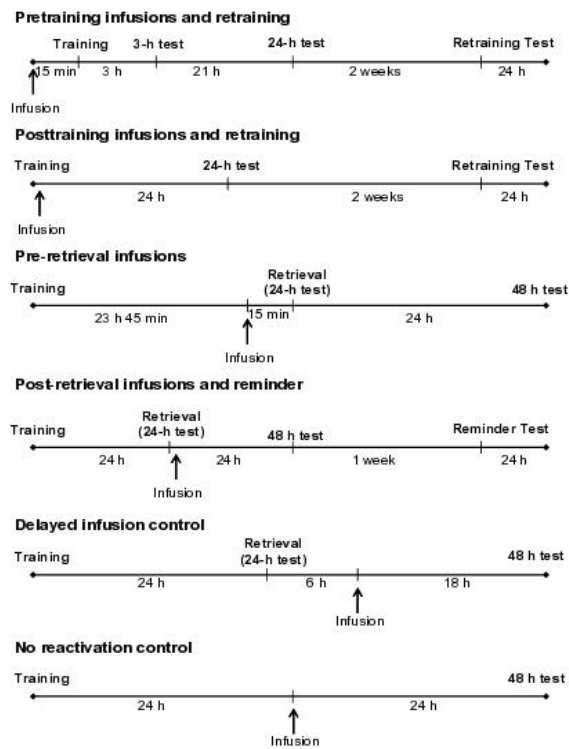 Pretraining infusions and retraining
Training 3-h test 24-h test Retraining Test
15 min 3 h 21 h 2 weeks 24 h
Infusion
Posttraining infusions and retraining
Training 24-h test Retraining Test
24 h 2 weeks 24 h
Infusion
Pre-retrieval infusions
Retrieval
Training (24-h test) 48 h test
23 h 45 min 15 min 24 h
Infusion
Post-retrieval infusions and reminder
Retrieval
Training (24-h test) 48 h test Reminder Test
24 h 24 h 1 week 24 h
Infusion
Delayed infusion control
Retrieval
Training (24-h test) 48 h test
24 h 6 h 18 h
Infusion
No reactivation control
Training 48 h test
24 h 24 h
Infusion